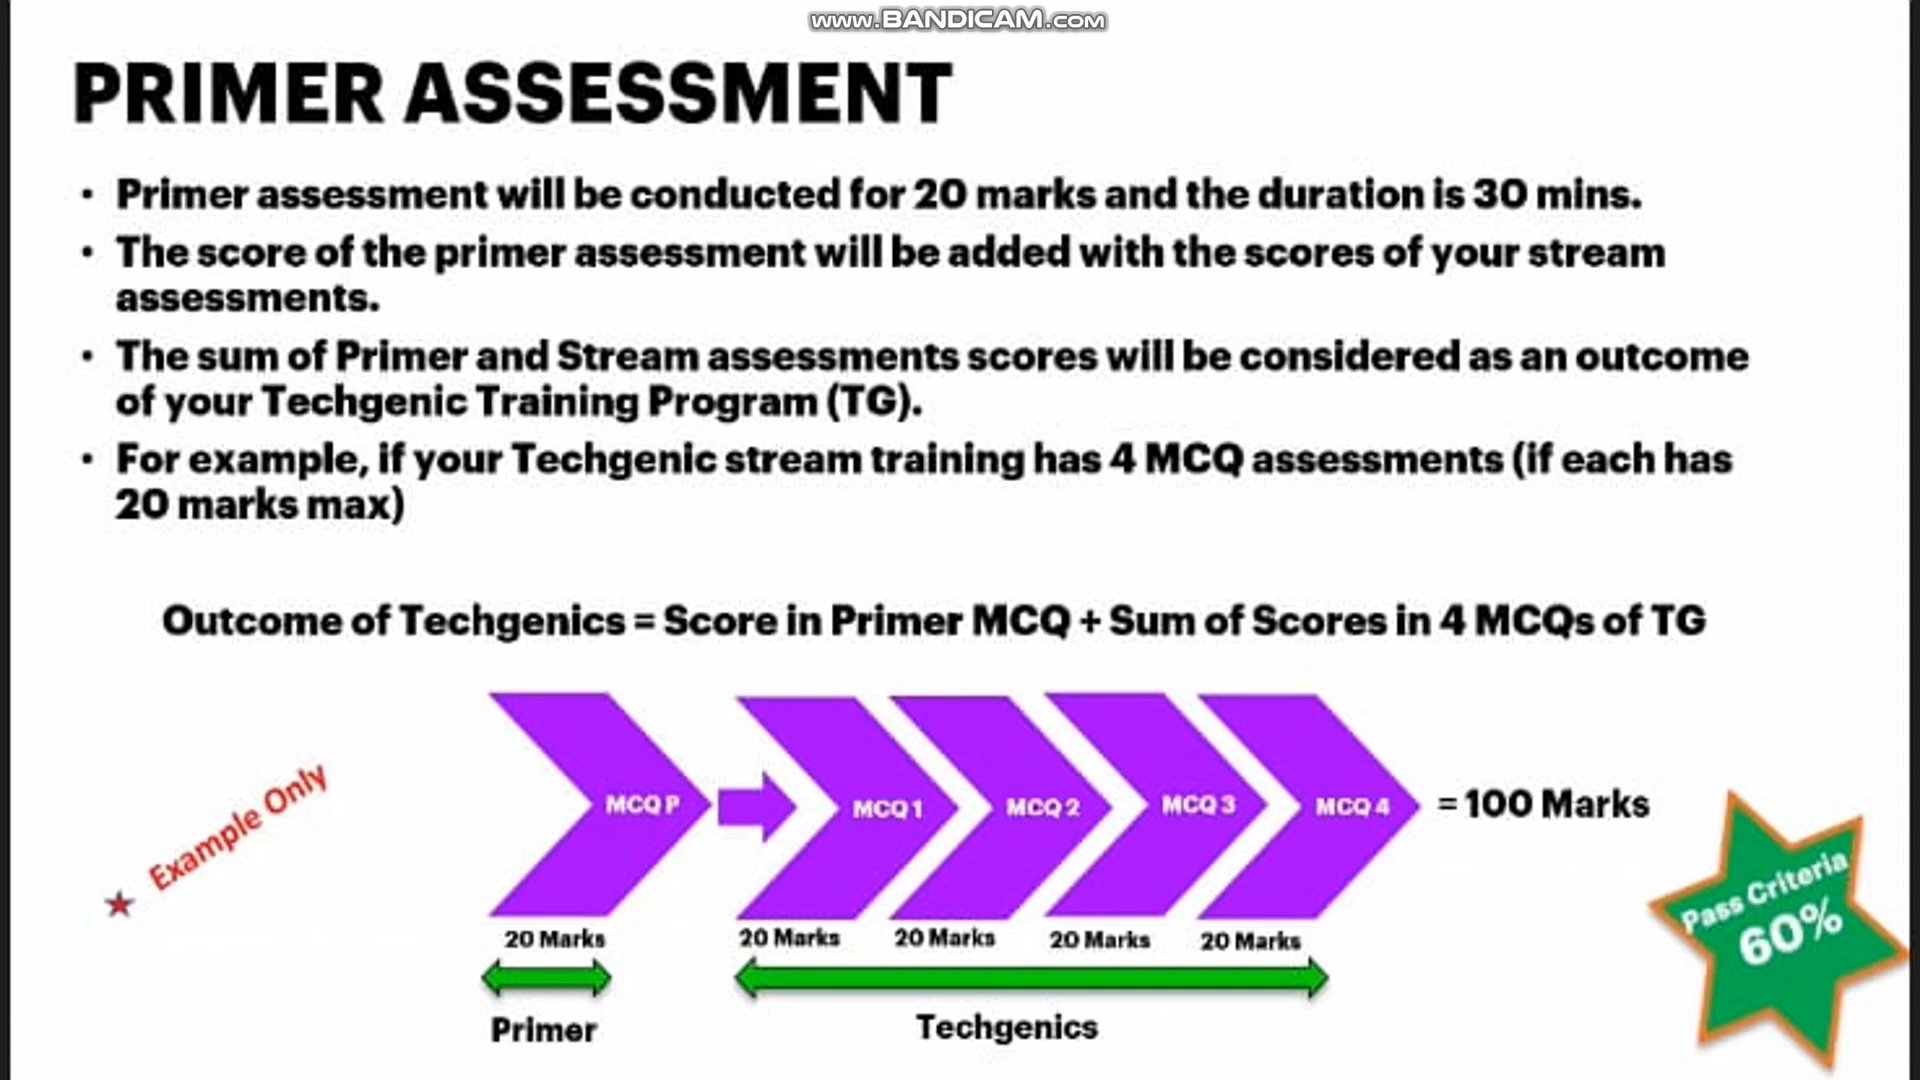 www.BANDICAM.com
PRIMER ASSESSMENT
• Primer assessment will be conducted for 20 marks and the duration is 30 mins.
• The score of the primer assessment will be added with the scores of your stream
assessments.
• The sum of Primer and Stream assessments scores will be considered as an outcome
of your Techgenic Training Program (TG).
• For example, if your Techgenic stream training has 4 MCQ assessments (if each has
20 marks max)
Outcome of Techgenics = Score in Primer MCQ + Sum of Scores in 4 MCQs of TG
Example Only
MCQ P
MCQ 1
MCQ 2
MCQ 3
MCQ 4
= 100 Marks
Pass Criteria
60%
20 Marks
20 Marks
20 Marks
20 Marks
20 Marks
Primer
Techgenics